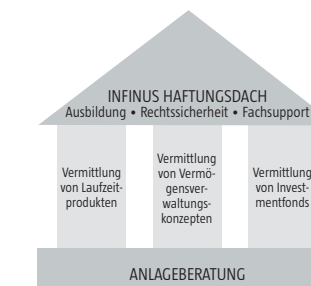 INFINUS HAFTUNGSDACH
Ausbildung • Rechtssicherheit • Fachsupport
Vermittlung
von Laufzeit-
produkten
Vermittlung
von Vermö-
gensver-
waltungs-
konzepten
Vermittlung
von Invest-
mentfonds
ANLAGEBERATUNG